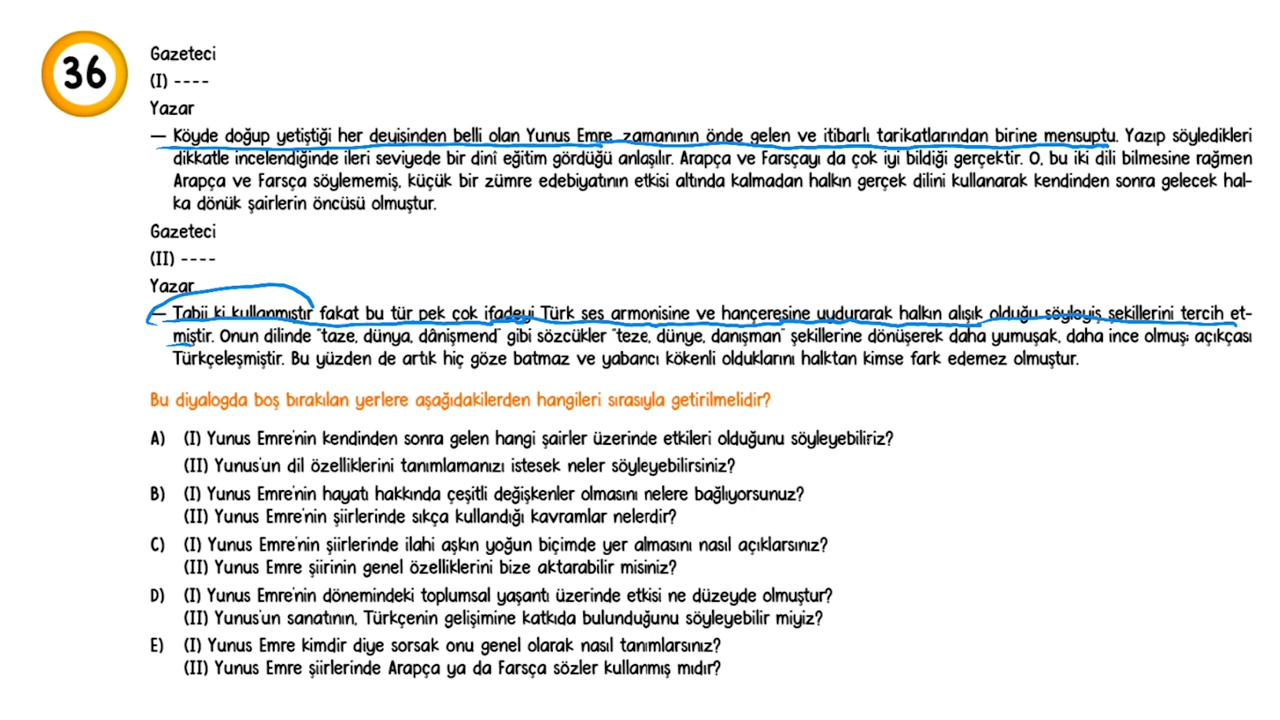 36
Gazeteci
(I) ----
Yazar
— Köyde doğup yetiştiği her deyişinden belli olan Yunus Emre zamanının önde gelen ve itibarlı tarikatlarından birine mensuptu. Yazıp söyledikleri
dikkatle incelendiğinde ileri seviyede bir dinî eğitim gördüğü anlaşılır. Arapça ve Farsçayı da çok iyi bildiği gerçektir. O, bu iki dili bilmesine rağmen
Arapça ve Farsça söylememiş, küçük bir zümre edebiyatının etkisi altında kalmadan halkın gerçek dilini kullanarak kendinden sonra gelecek hal-
ka dönük şairlerin öncüsü olmuştur.
Gazeteci
(II) ----
Yazar
— Tabii ki kullanmıştır fakat bu tür pek çok ifadeyi Türk ses armonisine ve hançeresine uydurarak halkın alışık olduğu söyleyiş şekillerini tercih et-
miştir. Onun dilinde "taze, dünya, dânişmend" gibi sözcükler "teze, dünye, danışman" şekillerine dönüşerek daha yumuşak, daha ince olmuş; açıkçası
Türkçeleşmiştir. Bu yüzden de artık hiç göze batmaz ve yabancı kökenli olduklarını halktan kimse fark edemez olmuştur.
Bu diyalogda boş bırakılan yerlere aşağıdakilerden hangileri sırasıyla getirilmelidir?
A) (I) Yunus Emre'nin kendinden sonra gelen hangi şairler üzerinde etkileri olduğunu söyleyebiliriz?
(II) Yunus'un dil özelliklerini tanımlamanızı istesek neler söyleyebilirsiniz?
B) (I) Yunus Emre'nin hayatı hakkında çeşitli değişkenler olmasını nelere bağlıyorsunuz?
(II) Yunus Emre'nin şiirlerinde sıkça kullandığı kavramlar nelerdir?
C) (I) Yunus Emre'nin şiirlerinde ilahi aşkın yoğun biçimde yer almasını nasıl açıklarsınız?
(II) Yunus Emre şiirinin genel özelliklerini bize aktarabilir misiniz?
D) (I) Yunus Emre'nin dönemindeki toplumsal yaşantı üzerinde etkisi ne düzeyde olmuştur?
(II) Yunus'un sanatının, Türkçenin gelişimine katkıda bulunduğunu söyleyebilir miyiz?
E) (I) Yunus Emre kimdir diye sorsak onu genel olarak nasıl tanımlarsınız?
(II) Yunus Emre şiirlerinde Arapça ya da Farsça sözler kullanmış mıdır?